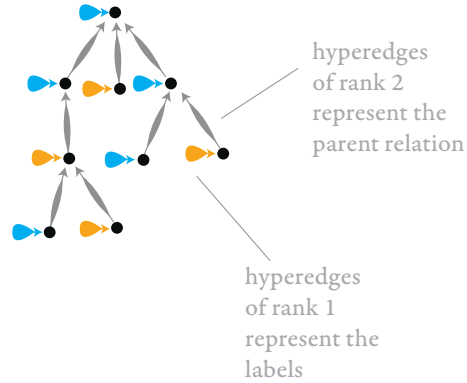 hyperedges
of rank 2
represent the
parent relation
hyperedges
of rank 1
represent the
labels